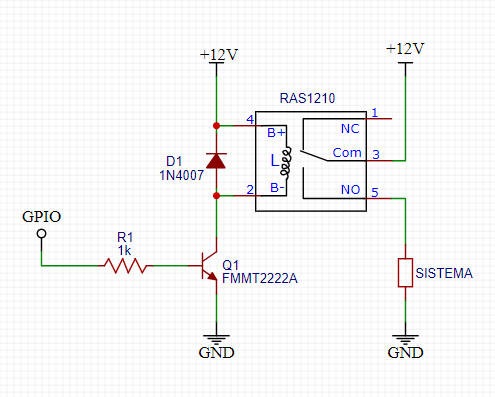 +12V
+12V
RAS1210
4
1
B+
NC
L
Com
3
D1
1N4007
2
B-
NO
5
GPIO
R1
1k
Q1
FMMT2222A
SISTEMA
GND
GND